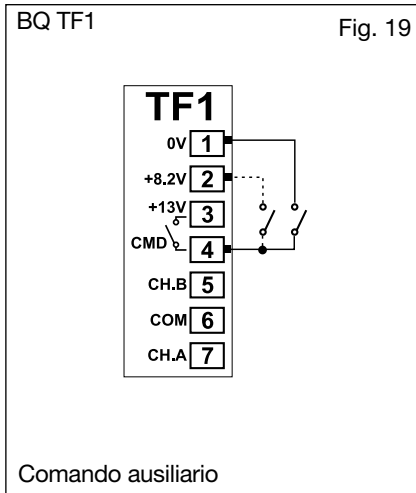 BQ TF1
Fig. 19
TF1
0V 1
+8.2V 2
+13V 3
CMD 4
CH.B 5
COM 6
CH.A 7
Comando ausiliario